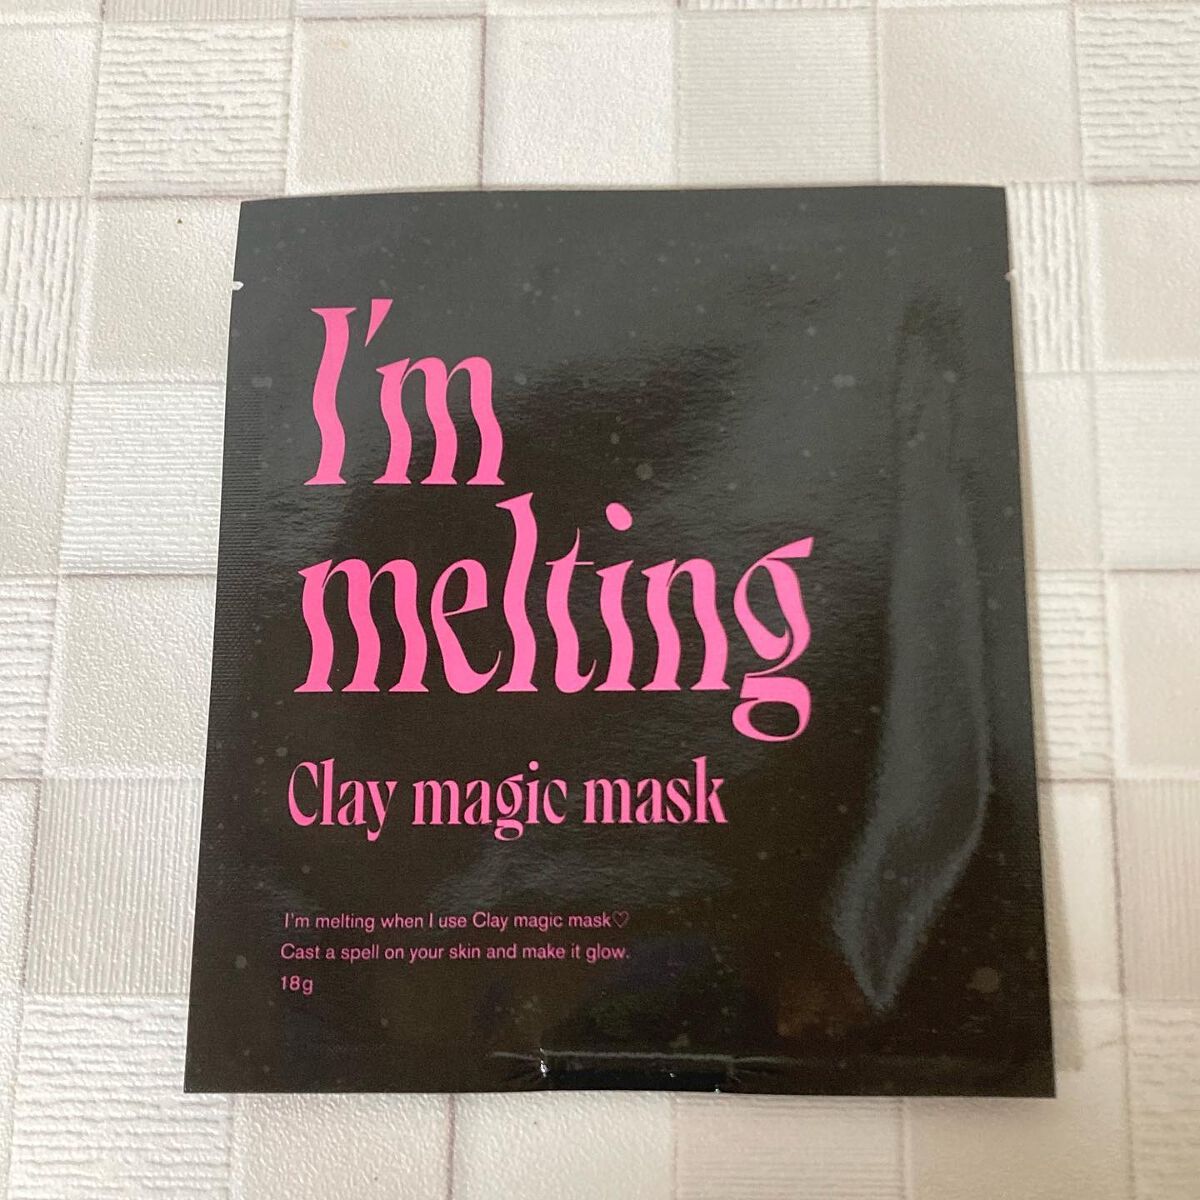 I'm
melting
Clay magic mask
I'm melting when I use Clay magic mask♡
Cast a spell on your skin and make it glow.
18g